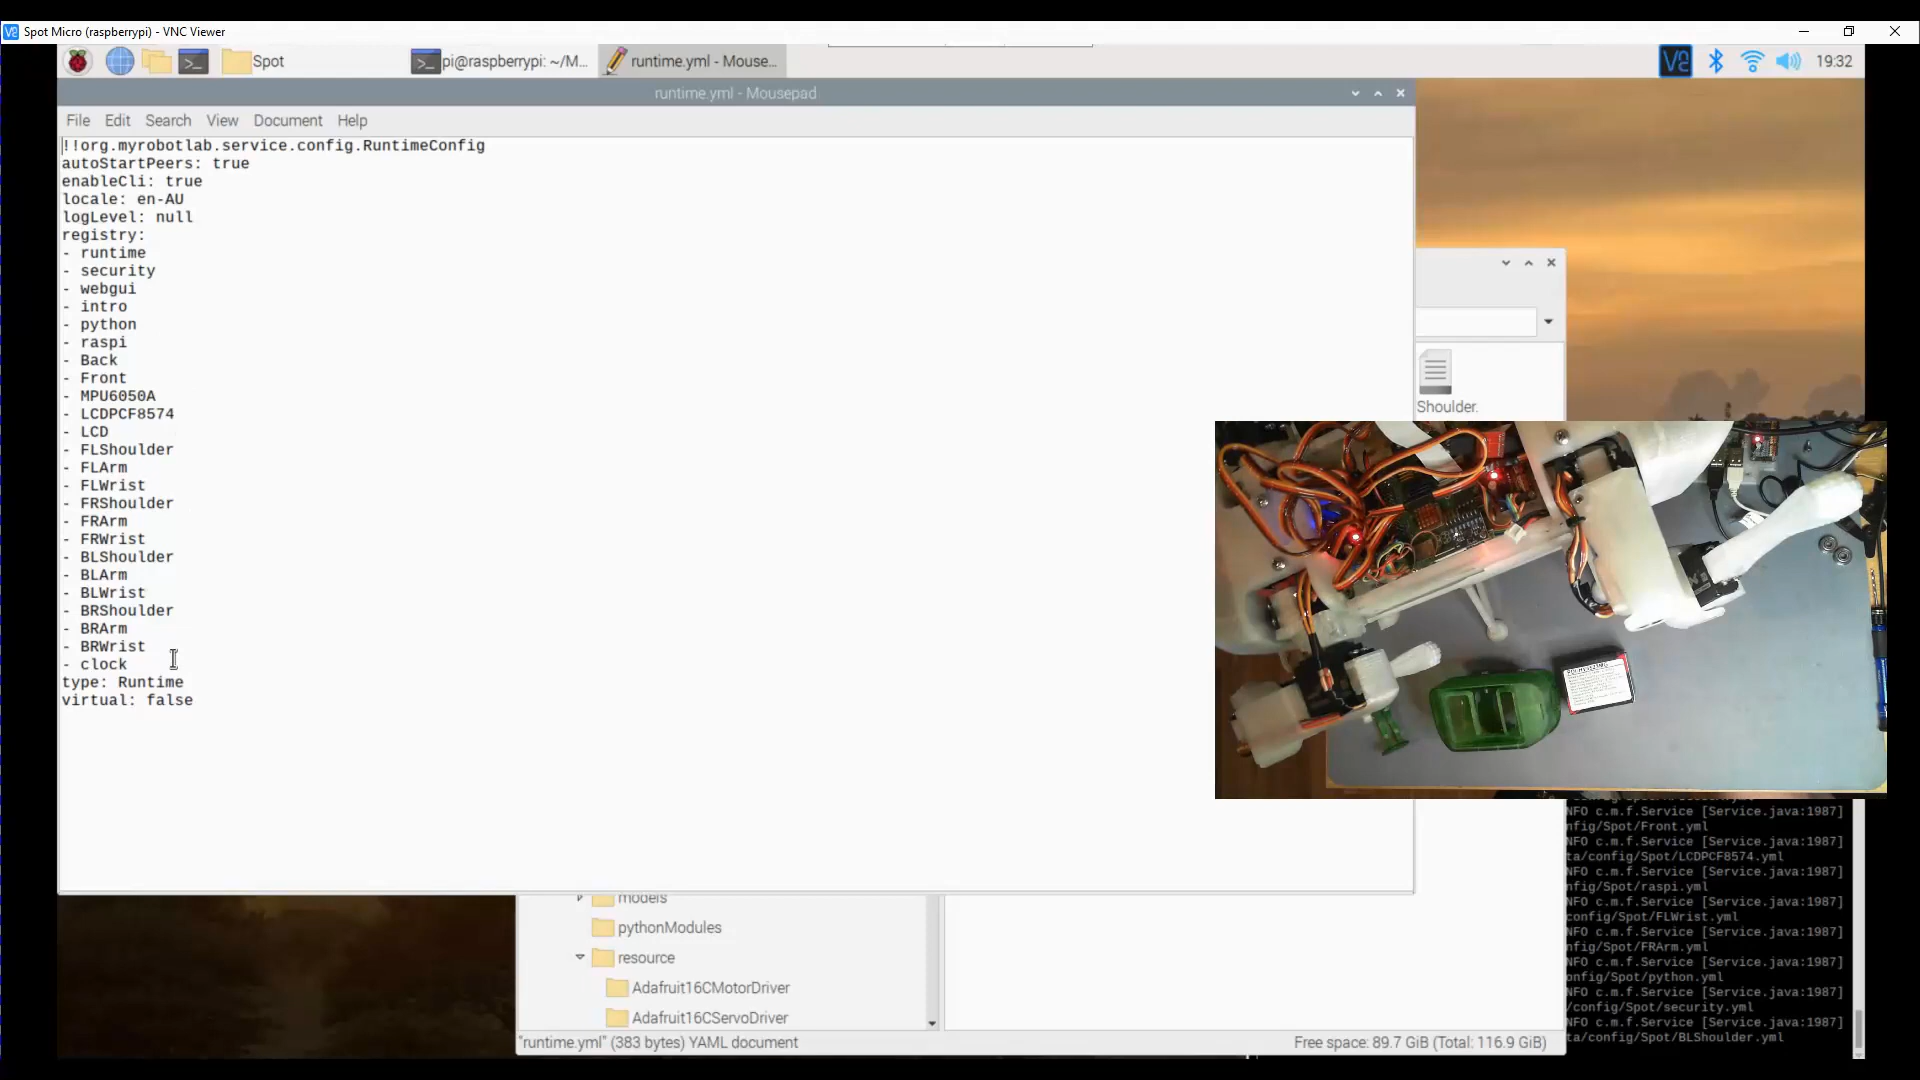 Spot Micro (raspberrypi) - VNC Viewer
Spot
pi@raspberrypi: ~/M...
runtime.yml - Mouse...
19:32
runtime.yml - Mousepad
File Edit Search View Document Help
!!org.myrobotlab.service.config.RuntimeConfig
autoStartPeers: true
enableCli: true
locale: en-AU
logLevel: null
registry:
- runtime
- security
- webgui
- intro
- python
- raspi
- Back
- Front
- MPU6050A
- LCDPCF8574
- LCD
- FLShoulder
- FLArm
- FLWrist
- FRShoulder
- FRArm
- FRWrist
- BLShoulder
- BLArm
- BLWrist
- BRShoulder
- BRArm
- BRWrist
- clock
type: Runtime
virtual: false
Shoulder.
NFO c.m.f.Service [Service.java:1987]
nfig/Spot/Front.yml
NFO c.m.f.Service [Service.java:1987]
ta/config/Spot/LCDPCF8574.yml
NFO c.m.f.Service [Service.java:1987]
nfig/Spot/raspi.yml
NFO c.m.f.Service [Service.java:1987]
config/Spot/FLWrist.yml
NFO c.m.f.Service [Service.java:1987]
nfig/Spot/FRArm.yml
NFO c.m.f.Service [Service.java:1987]
onfig/Spot/python.yml
NFO c.m.f.Service [Service.java:1987]
/config/Spot/security.yml
NFO c.m.f.Service [Service.java:1987]
ta/config/Spot/BLShoulder.yml
models
pythonModules
resource
Adafruit16CMotorDriver
Adafruit16CServoDriver
"runtime.yml" (383 bytes) YAML document
Free space: 89.7 GiB (Total: 116.9 GiB)